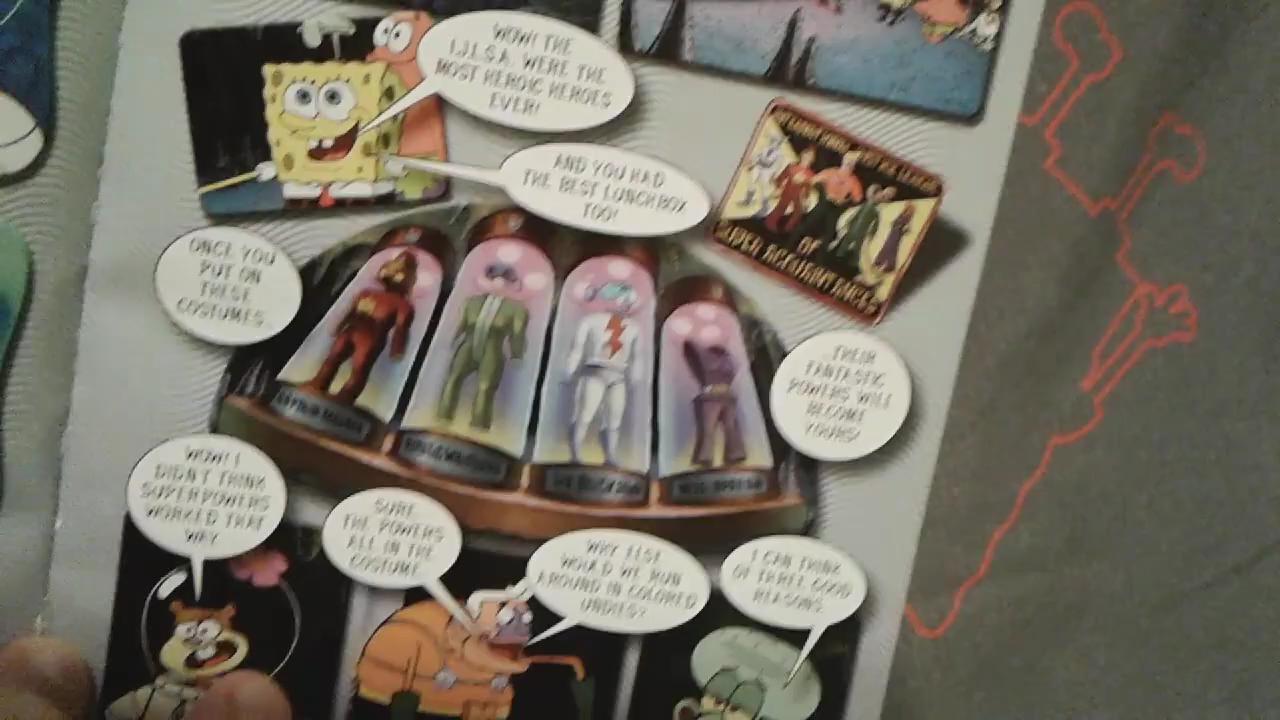 WOW! THE
I.J.L.S.A. WERE THE
MOST HEROIC HEROES
EVER!
AND YOU HAD
THE BEST LUNCHBOX
TOO!
OF
SUPER ACQUAINTANCES
ONCE YOU
PUT ON
THESE
COSTUMES...
...THEIR
FANTASTIC
POWERS WILL
BECOME
YOURS!
WOW! I
DIDN'T THINK
SUPERPOWERS
WORKED THAT
WAY.
SURE.
THE POWERS
ALL IN THE
COSTUME.
WHY ELSE
WOULD WE RUN
AROUND IN COLORED
UNDIES?
I CAN THINK
OF THREE GOOD
REASONS.